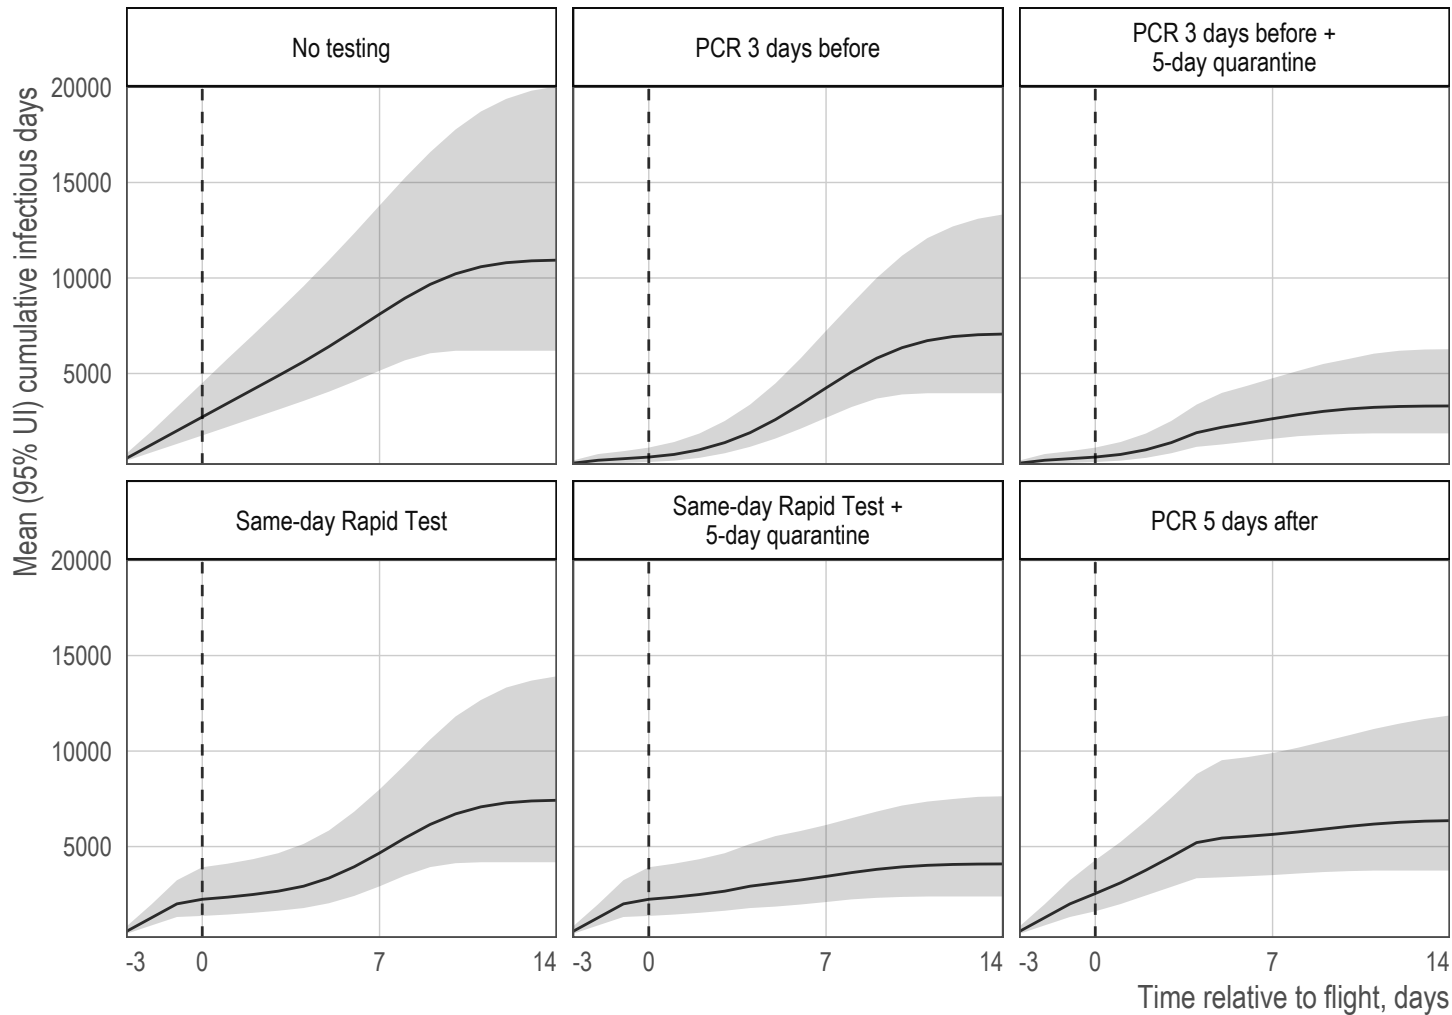 No testing
PCR 3 days before
PCR 3 days before +
5-day quarantine
Mean (95% UI) cumulative infectious days
20000
15000
10000
5000
Same-day Rapid Test
Same-day Rapid Test +
5-day quarantine
PCR 5 days after
20000
15000
10000
5000
-3 0 7 14
-3 0 7 14
-3 0 7 14
Time relative to flight, days